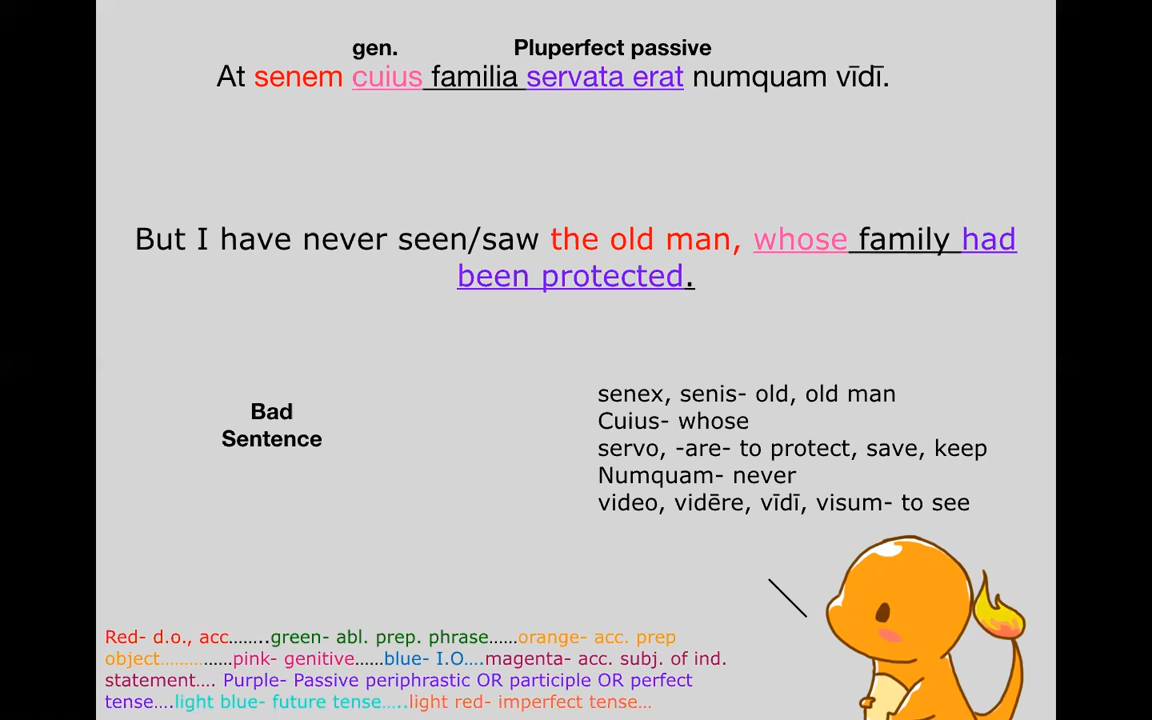 gen. Pluperfect passive
At senem cuius familia servata erat numquam vīdī.
But I have never seen/saw the old man, whose family had
been protected.
Bad
Sentence
senex, senis- old, old man
Cuius- whose
servo, -are- to protect, save, keep
Numquam- never
video, vidēre, vīdī, visum- to see
Red- d.o., acc……..green- abl. prep. phrase……orange- acc. prep
object……………..pink- genitive……blue- I.O….magenta- acc. subj. of ind.
statement…. Purple- Passive periphrastic OR participle OR perfect
tense….light blue- future tense…..light red- imperfect tense…